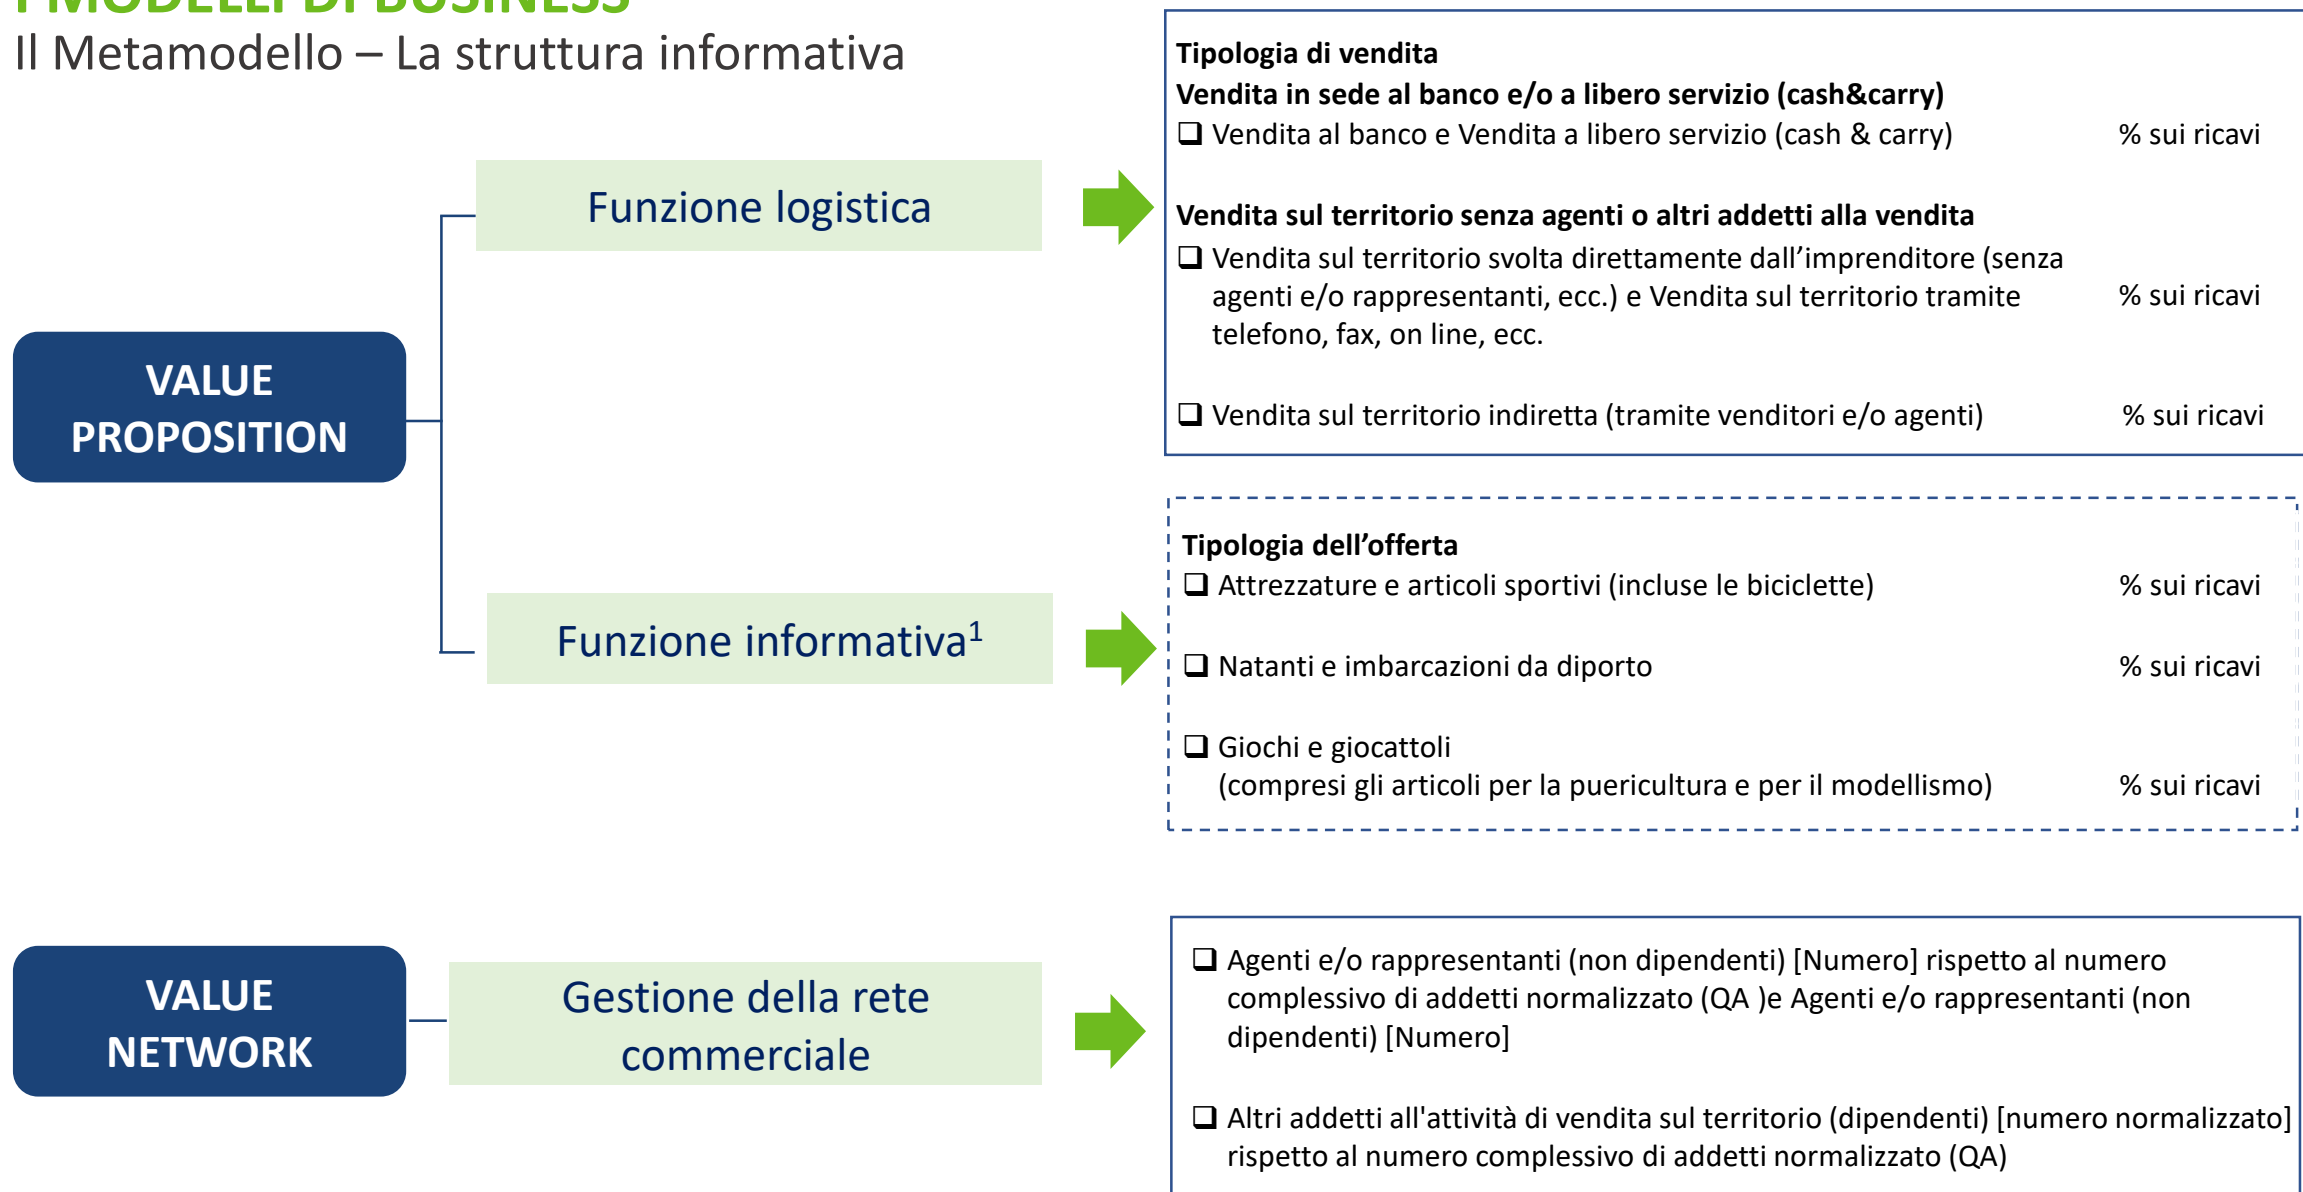 I MODELLI DI BUSINESS
Il Metamodello – La struttura informativa
VALUE
PROPOSITION
Funzione logistica
Tipologia di vendita
Vendita in sede al banco e/o a libero servizio (cash&carry)
❑ Vendita al banco e Vendita a libero servizio (cash & carry) % sui ricavi
Vendita sul territorio senza agenti o altri addetti alla vendita
❑ Vendita sul territorio svolta direttamente dall’imprenditore (senza
agenti e/o rappresentanti, ecc.) e Vendita sul territorio tramite % sui ricavi
telefono, fax, on line, ecc.
❑ Vendita sul territorio indiretta (tramite venditori e/o agenti) % sui ricavi
Funzione informativa1
Tipologia dell’offerta
❑ Attrezzature e articoli sportivi (incluse le biciclette) % sui ricavi
❑ Natanti e imbarcazioni da diporto % sui ricavi
❑ Giochi e giocattoli
(compresi gli articoli per la puericultura e per il modellismo) % sui ricavi
VALUE
NETWORK
Gestione della rete
commerciale
❑ Agenti e/o rappresentanti (non dipendenti) [Numero] rispetto al numero
complessivo di addetti normalizzato (QA )e Agenti e/o rappresentanti (non
dipendenti) [Numero]
❑ Altri addetti all'attività di vendita sul territorio (dipendenti) [numero normalizzato]
rispetto al numero complessivo di addetti normalizzato (QA)